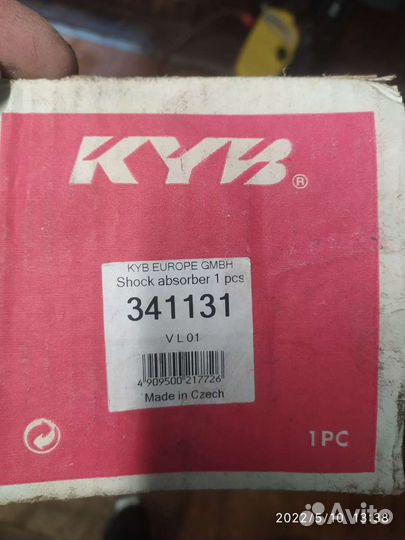 KYB®
KYB EUROPE GMBH
Shock absorber 1 pcs
341131
VL01
4 909500 217726
Made in Czech
1PC
2022/5/10 13:38
Avito